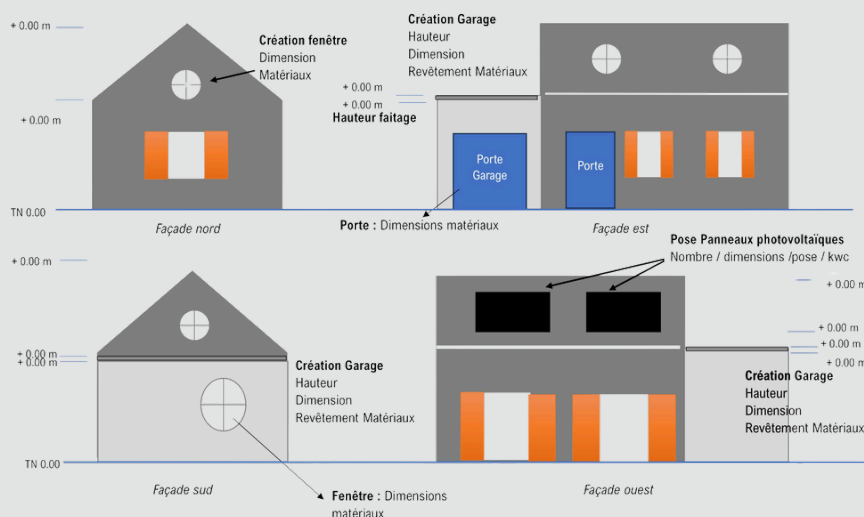 + 0.00 m
Création fenêtre
Dimension
Matériaux
+ 0.00 m
TN 0.00
Façade nord
Création Garage
Hauteur
Dimension
Revêtement Matériaux
+ 0.00 m
+ 0.00 m
Hauteur faitage
Porte
Garage
Porte
Porte : Dimensions matériaux
Façade est
+ 0.00 m
+ 0.00 m
+ 0.00 m
Création Garage
Hauteur
Dimension
Revêtement Matériaux
TN 0.00
Façade sud
Fenêtre : Dimensions
matériaux
Pose Panneaux photovoltaïques
Nombre / dimensions /pose / kwc
+ 0.00 m
+ 0.00 m
+ 0.00 m
+ 0.00 m
Création Garage
Hauteur
Dimension
Revêtement Matériaux
Façade ouest